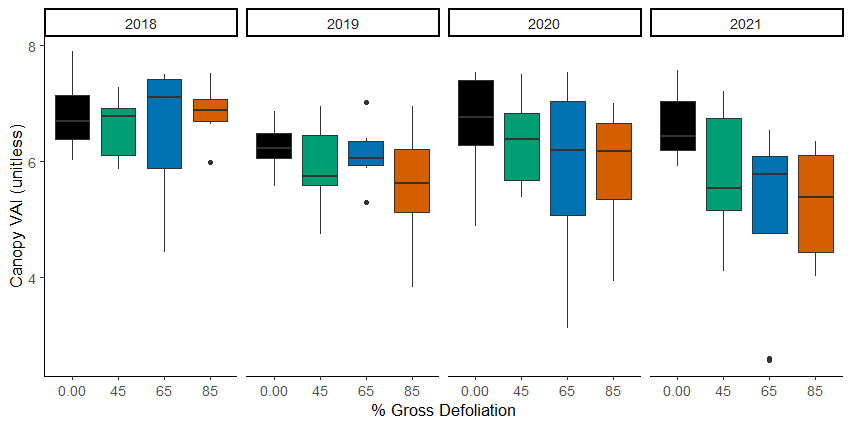 2018 2019 2020 2021
8
6
4
Canopy VAI (unitless)
0.00 45 65 85 0.00 45 65 85 0.00 45 65 85 0.00 45 65 85
% Gross Defoliation